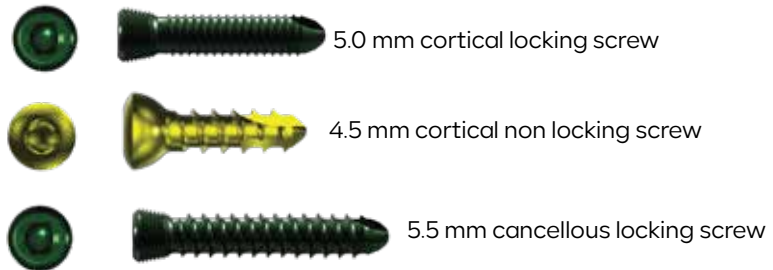 5.0 mm cortical locking screw
4.5 mm cortical non locking screw
5.5 mm cancellous locking screw